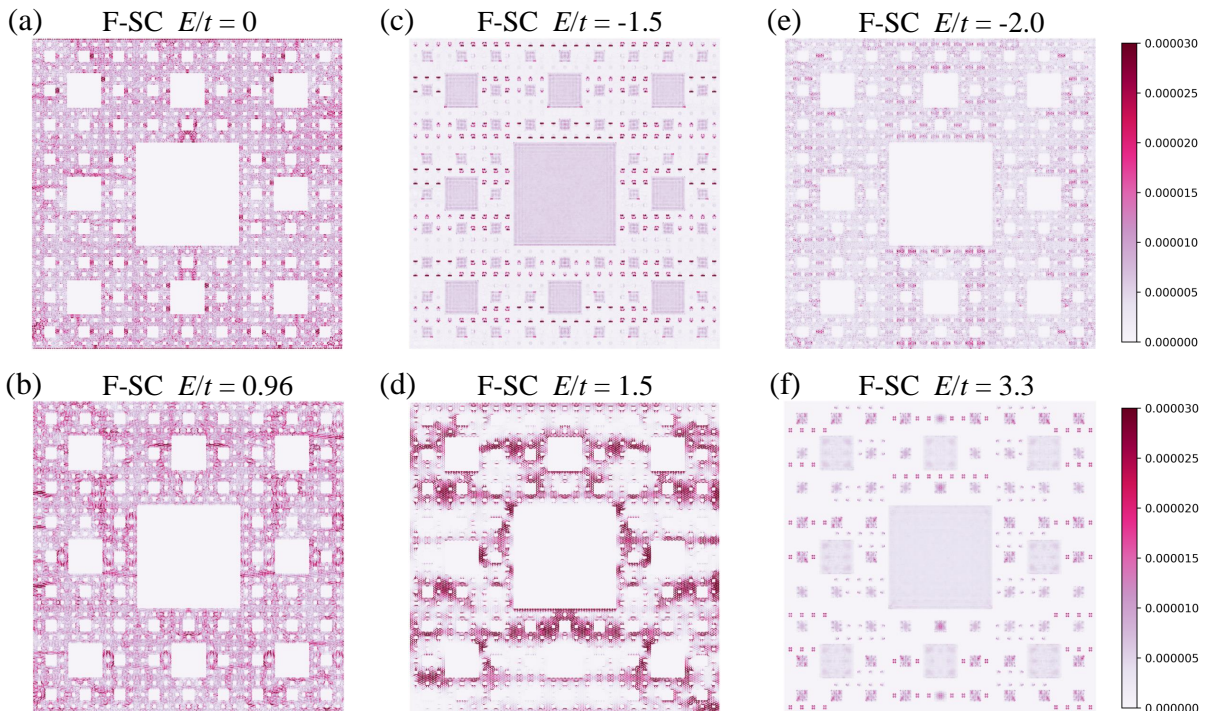 (a) F-SC E/t = 0
(c) F-SC E/t = -1.5
(e) F-SC E/t = -2.0
0.000030
0.000025
0.000020
0.000015
0.000010
0.000005
0.000000
(b) F-SC E/t = 0.96
(d) F-SC E/t = 1.5
(f) F-SC E/t = 3.3
0.000030
0.000025
0.000020
0.000015
0.000010
0.000005
0.000000